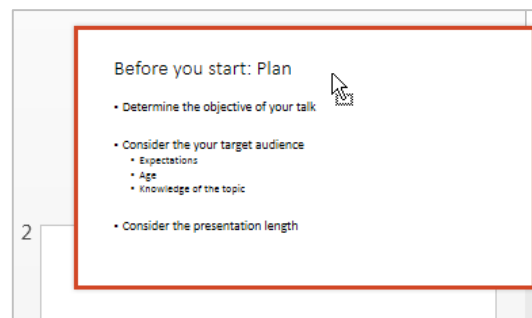 Before you start: Plan
• Determine the objective of your talk
• Consider the your target audience
• Expectations
• Age
• Knowledge of the topic
2
• Consider the presentation length